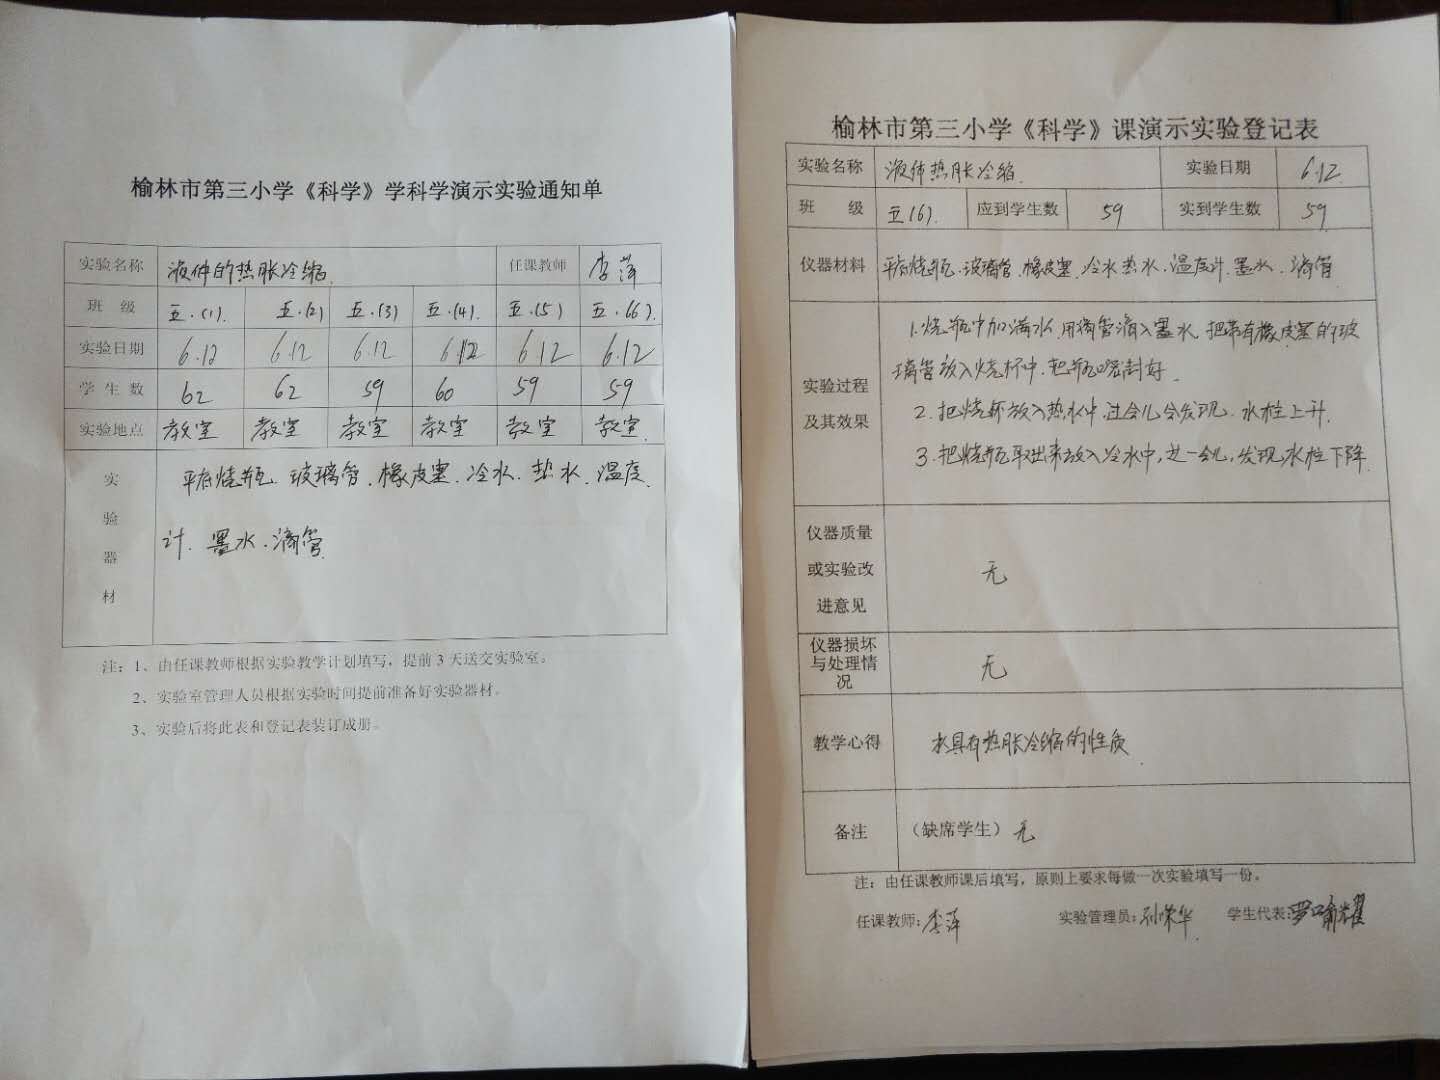 榆林市第三小学《科学》学科学演示实验通知单
实验名称 液体的热胀冷缩 任课教师 李萍
班 级 五.(1). 五.(2) 五.(3) 五.(4). 五.(5) 五.(6).
实验日期 6.12 6.12 6.12 6.12 6.12 6.12
学 生 数 62 62 59 60 59 59
实验地点 教室 教室 教室 教室 教室 教室.
实验器材 平底烧瓶、玻璃管、橡皮塞、冷水、热水、温度
计、墨水、滴管
注：1、由任课教师根据实验教学计划填写，提前 3 天送交实验室。
2、实验室管理人员根据实验时间提前准备好实验器材。
3、实验后将此表和登记表装订成册。
榆林市第三小学《科学》课演示实验登记表
实验名称 液体热胀冷缩 实验日期 6.12
班 级 五(6). 应到学生数 59 实到学生数 59
仪器材料 平底烧瓶、玻璃管、橡皮塞、冷水热水、温度计、墨水、滴管
实验过程
及其效果
1.烧瓶中加满水.用滴管滴入墨水.把带有橡皮塞的玻
璃管放入烧杯中.把瓶口密封好.
2.把烧瓶放入热水中,过会儿会发现.水柱上升.
3.把烧瓶取出来放入冷水中,过一会儿,发现水柱下降.
仪器质量
或实验改
进意见
无
仪器损坏
与处理情
况
无
教学心得 水具有热胀冷缩的性质
备注 （缺席学生）无
注：由任课教师课后填写，原则上要求每做一次实验填写一份。
任课教师：李萍 实验管理员：孙荣华 学生代表：罗喻耀